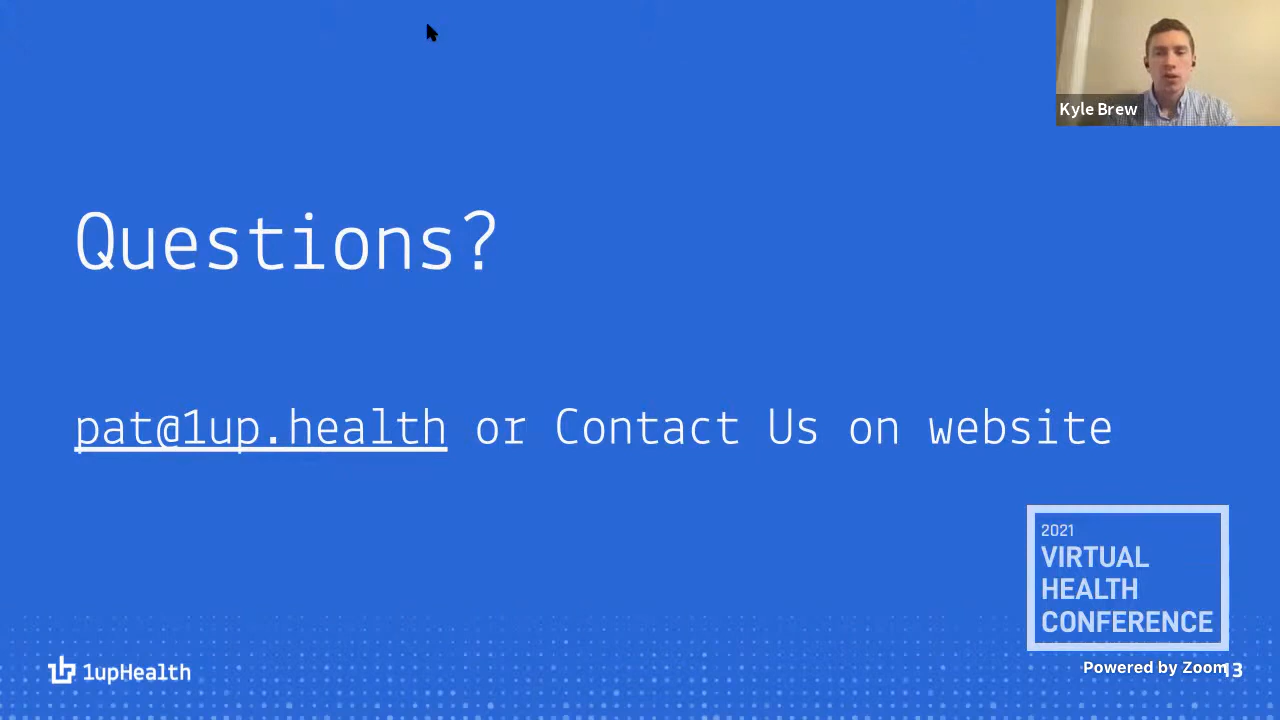 Kyle Brew
Questions?
pat@1up.health or Contact Us on website
2021
VIRTUAL
HEALTH
CONFERENCE
1upHealth
Powered by Zoom
13